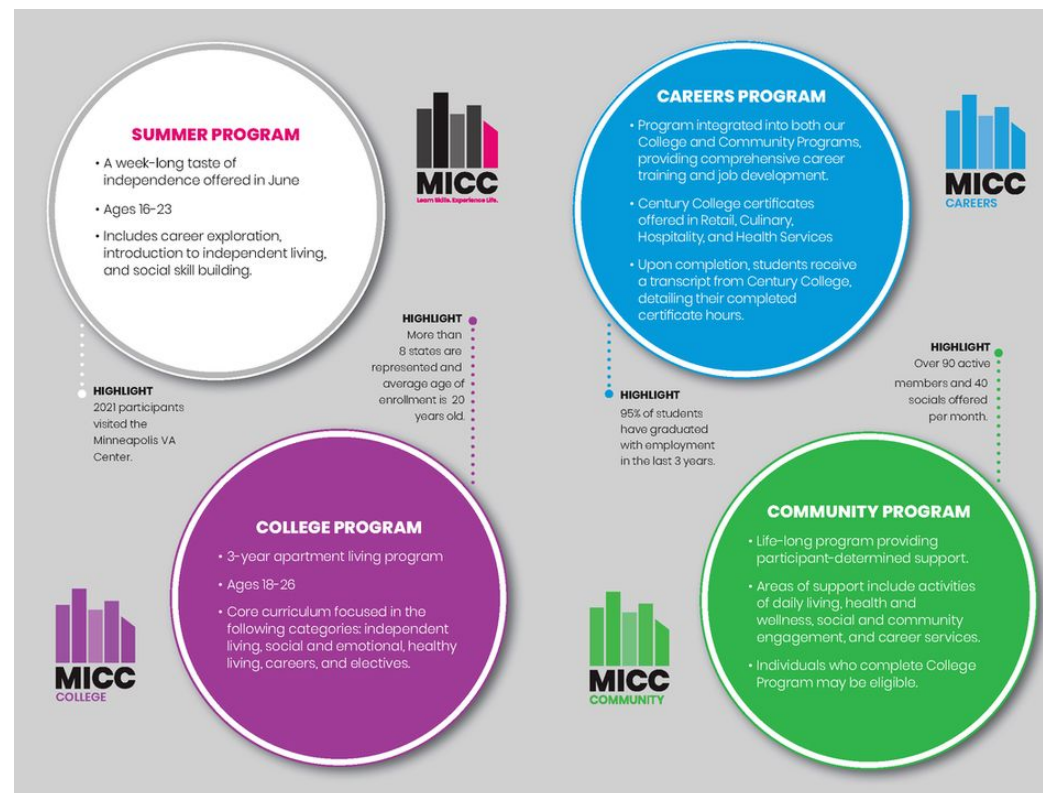 SUMMER PROGRAM
• A week-long taste of
independence offered in June
• Ages 16-23
• Includes career exploration,
introduction to independent living,
and social skill building.
MICC
Learn Skills. Experience Life.
HIGHLIGHT
2021 participants
visited the
Minneapolis VA
Center.
HIGHLIGHT
More than
8 states are
represented and
average age of
enrollment is 20
years old.
COLLEGE PROGRAM
• 3-year apartment living program
• Ages 18-26
• Core curriculum focused in the
following categories: independent
living, social and emotional, healthy
living, careers, and electives.
MICC
COLLEGE
CAREERS PROGRAM
• Program integrated into both our
College and Community Programs,
providing comprehensive career
training and job development.
• Century College certificates
offered in Retail, Culinary,
Hospitality, and Health Services
• Upon completion, students receive
a transcript from Century College,
detailing their completed
certificate hours.
MICC
CAREERS
HIGHLIGHT
95% of students
have graduated
with employment
in the last 3 years.
HIGHLIGHT
Over 90 active
members and 40
socials offered
per month.
COMMUNITY PROGRAM
• Life-long program providing
participant-determined support.
• Areas of support include activities
of daily living, health and
wellness, social and community
engagement, and career services.
• Individuals who complete College
Program may be eligible.
MICC
COMMUNITY